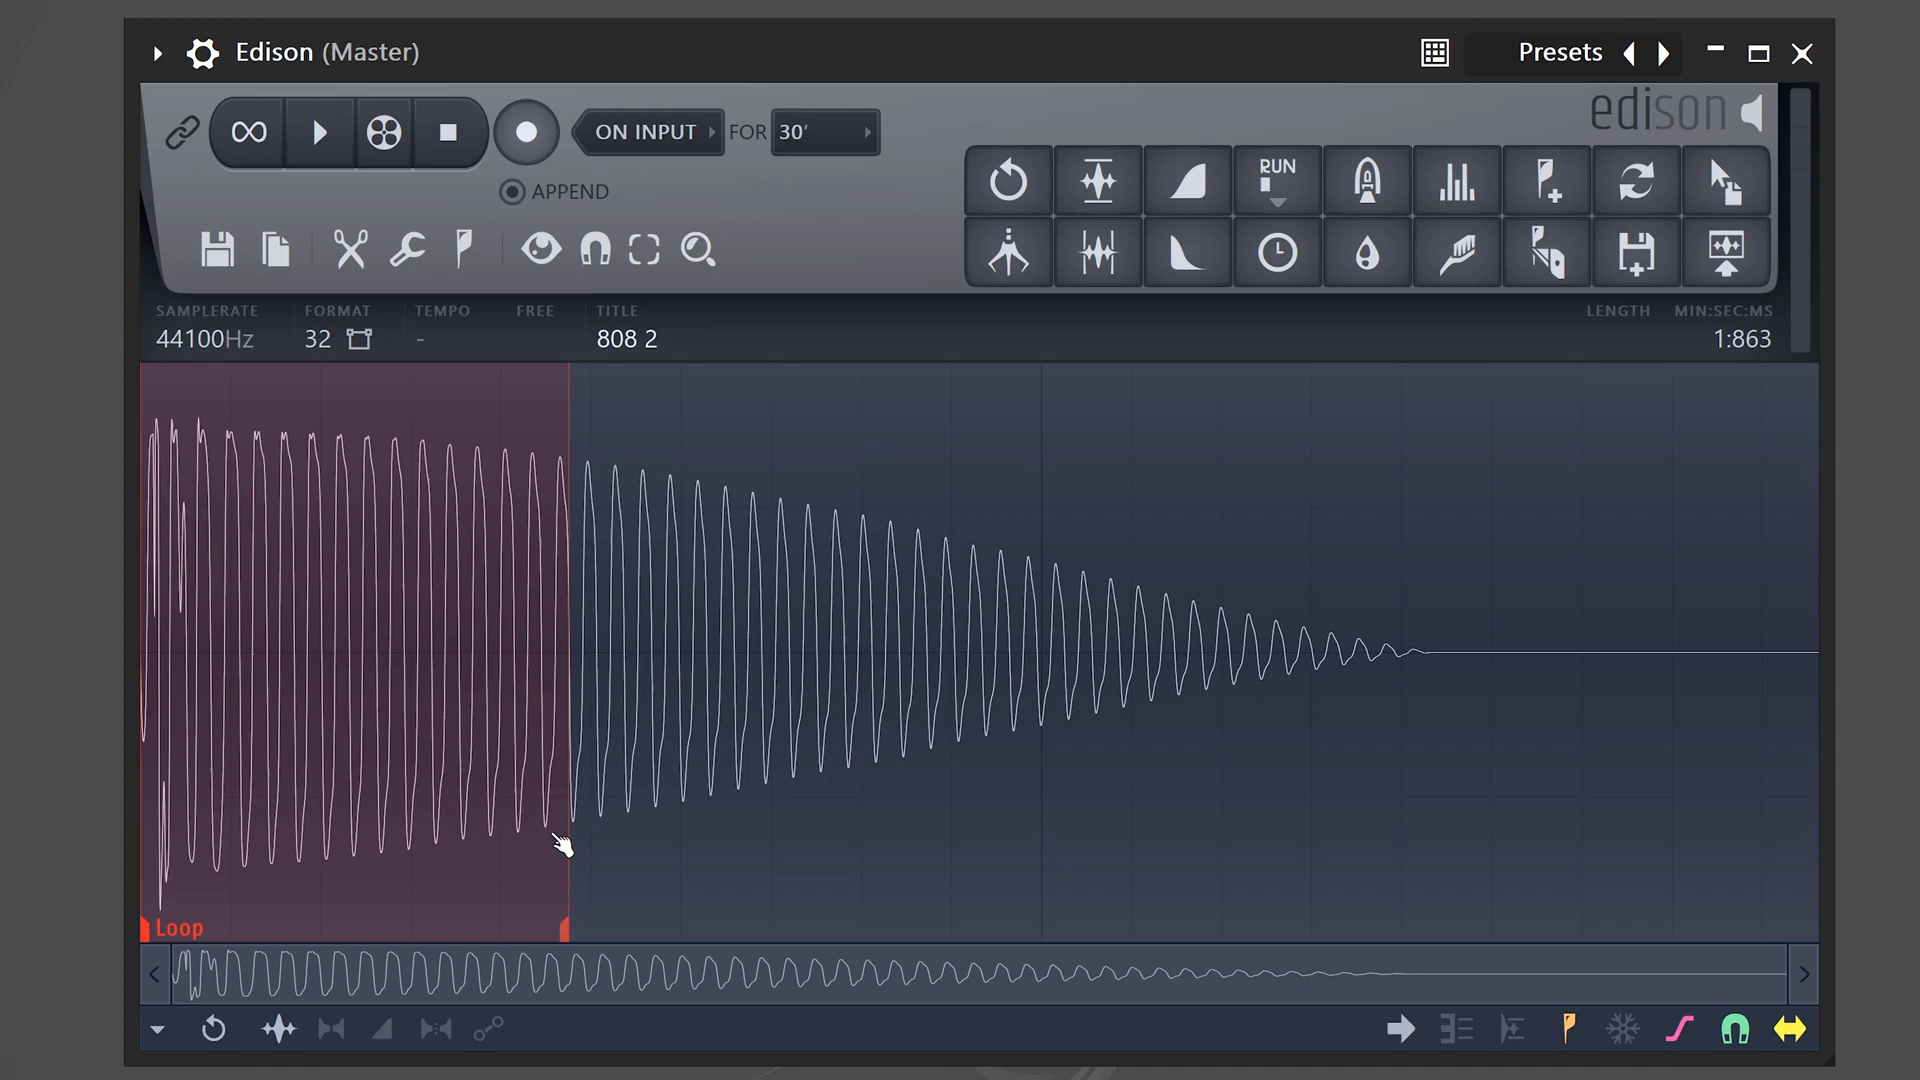 Edison (Master)
Presets
edison
ON INPUT
FOR
30'
RUN
APPEND
SAMPLERATE
FORMAT
TEMPO
FREE
TITLE
LENGTH
MIN:SEC:MS
44100Hz
32
-
808 2
1:863
Loop